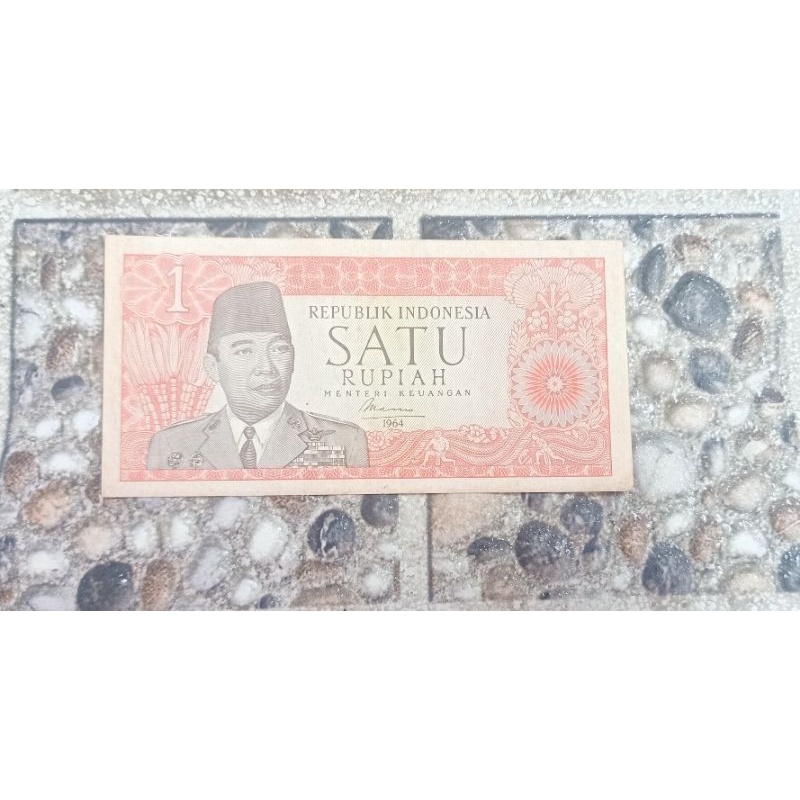 1
REPUBLIK INDONESIA
SATU
RUPIAH
MENTERI KEUANGAN
1964